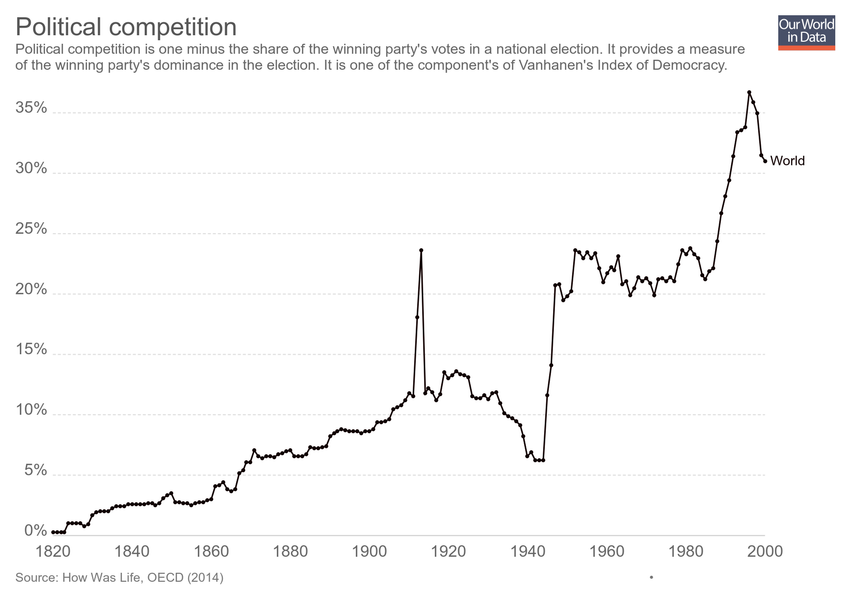 Political competition
Our World
in Data
Political competition is one minus the share of the winning party's votes in a national election. It provides a measure
of the winning party's dominance in the election. It is one of the component's of Vanhanen's Index of Democracy.
35%
30%
World
25%
20%
15%
10%
5%
0%
1820 1840 1860 1880 1900 1920 1940 1960 1980 2000
Source: How Was Life, OECD (2014)